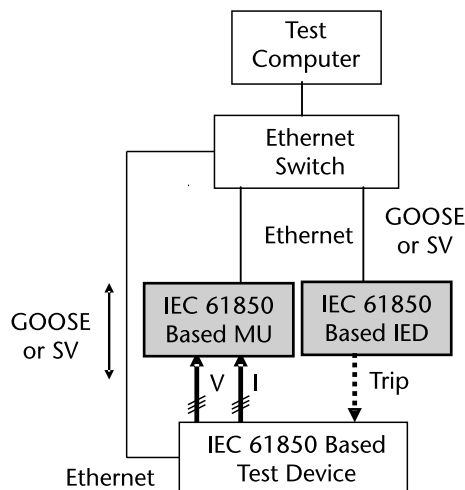 Test
Computer
Ethernet
Switch
GOOSE
or SV
Ethernet
IEC 61850
Based MU
IEC 61850
Based IED
GOOSE
or SV
V
I
Trip
IEC 61850 Based
Test Device
Ethernet